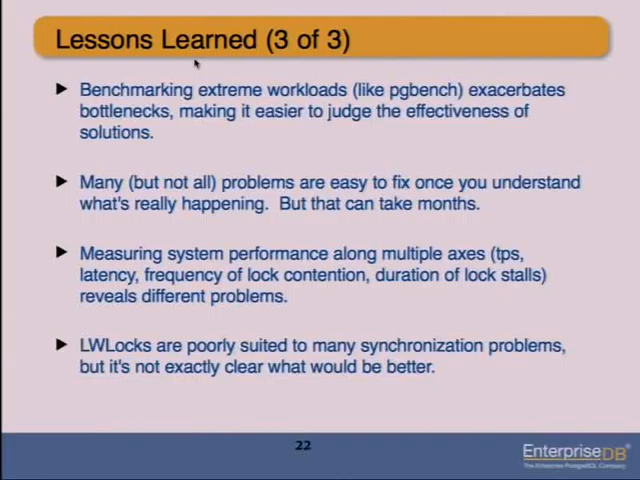 Lessons Learned (3 of 3)
Benchmarking extreme workloads (like pgbench) exacerbates
bottlenecks, making it easier to judge the effectiveness of
solutions.
Many (but not all) problems are easy to fix once you understand
what's really happening.  But that can take months.
Measuring system performance along multiple axes (tps,
latency, frequency of lock contention, duration of lock stalls)
reveals different problems.
LWLocks are poorly suited to many synchronization problems,
but it's not exactly clear what would be better.
22
EnterpriseDB
The Enterprise PostgreSQL Company